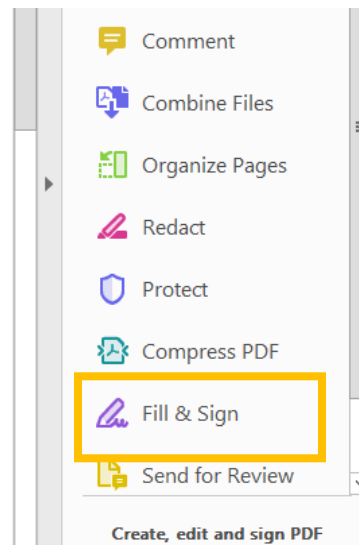 Comment
Combine Files
Organize Pages
Redact
Protect
Compress PDF
Fill & Sign
Send for Review
Create, edit and sign PDF